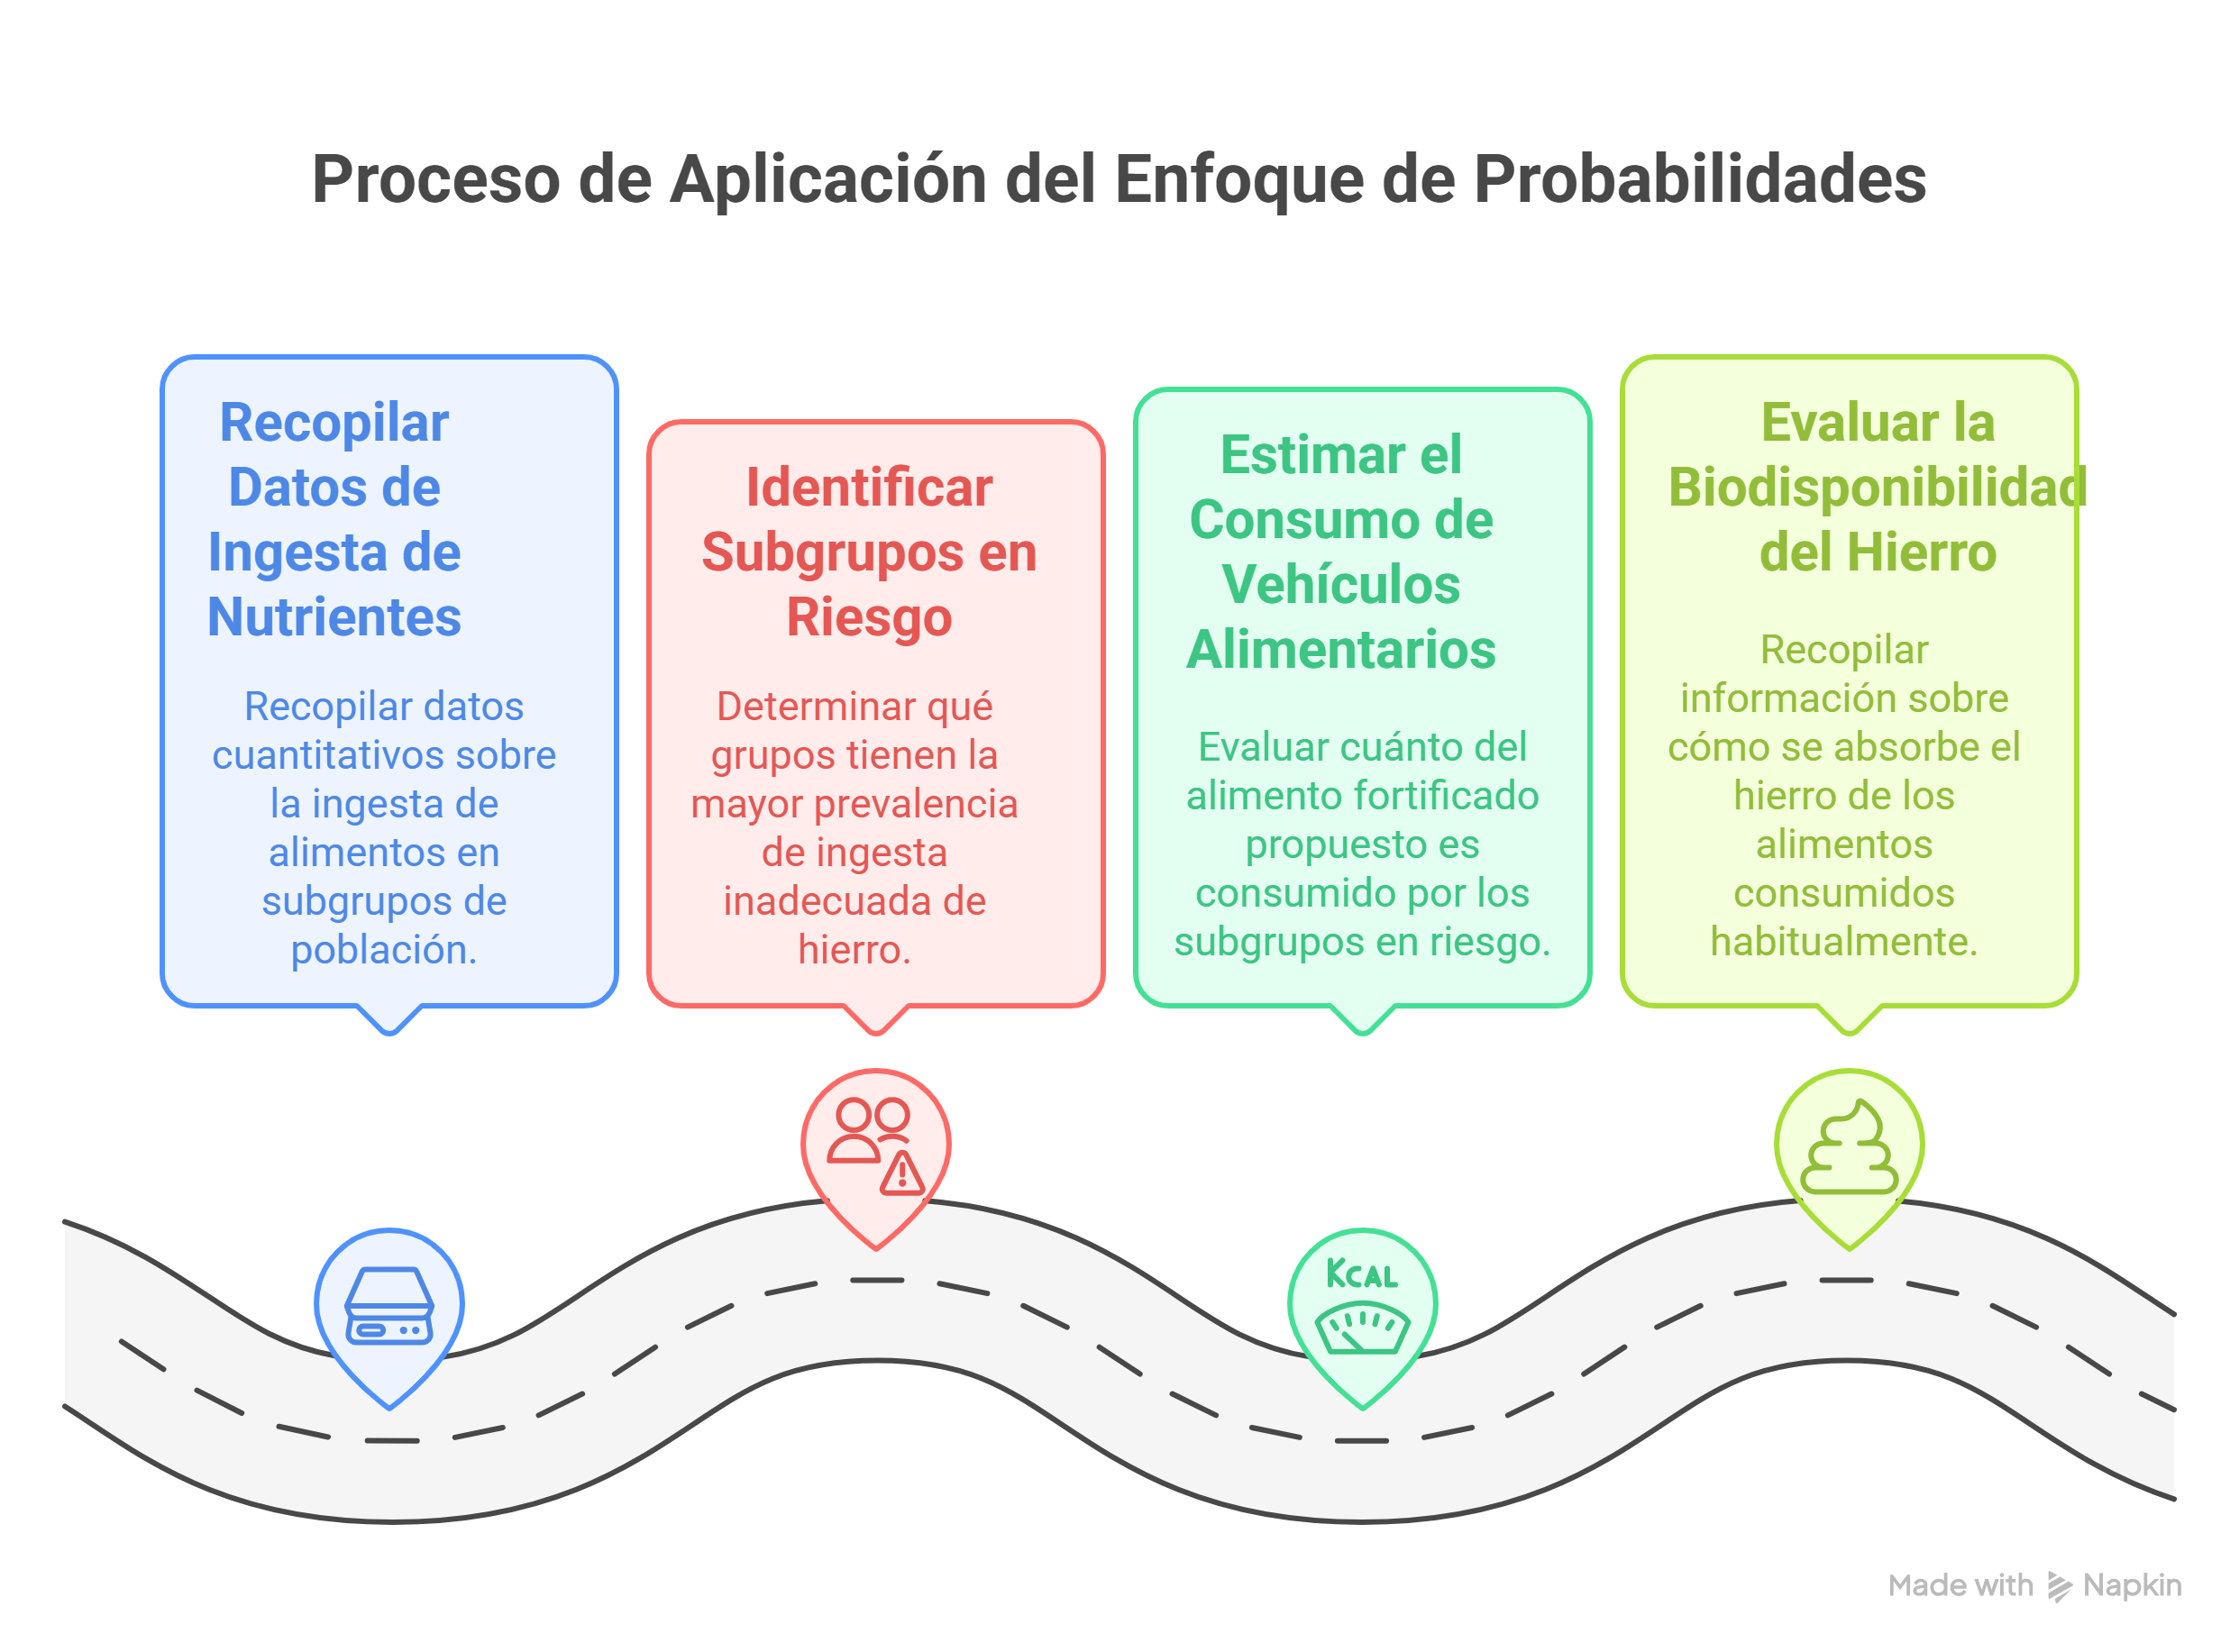 Proceso de Aplicación del Enfoque de Probabilidades
Recopilar
Datos de
Ingesta de
Nutrientes
Recopilar datos
cuantitativos sobre
la ingesta de
alimentos en
subgrupos de
población.
Identificar
Subgrupos en
Riesgo
Determinar qué
grupos tienen la
mayor prevalencia
de ingesta
inadecuada de
hierro.
Estimar el
Consumo de
Vehículos
Alimentarios
Evaluar cuánto del
alimento fortificado
propuesto es
consumido por los
subgrupos en riesgo.
Evaluar la
Biodisponibilidad
del Hierro
Recopilar
información sobre
cómo se absorbe el
hierro de los
alimentos
consumidos
habitualmente.
KCAL
Made with Napkin